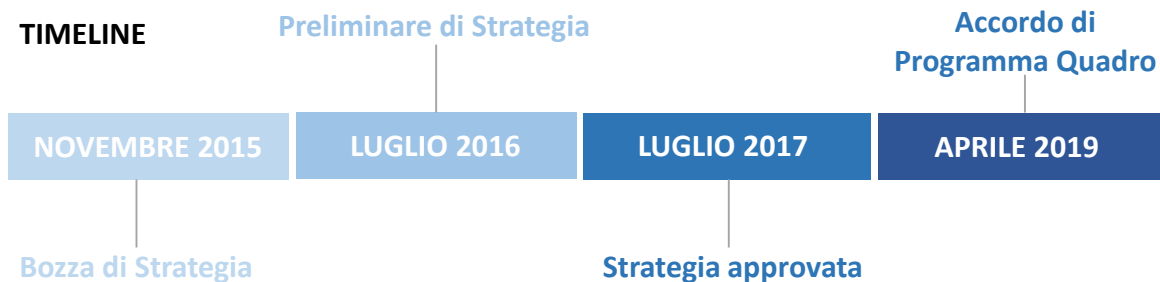 TIMELINE
Preliminare di Strategia
Accordo di
Programma Quadro
NOVEMBRE 2015
LUGLIO 2016
LUGLIO 2017
APRILE 2019
Bozza di Strategia
Strategia approvata